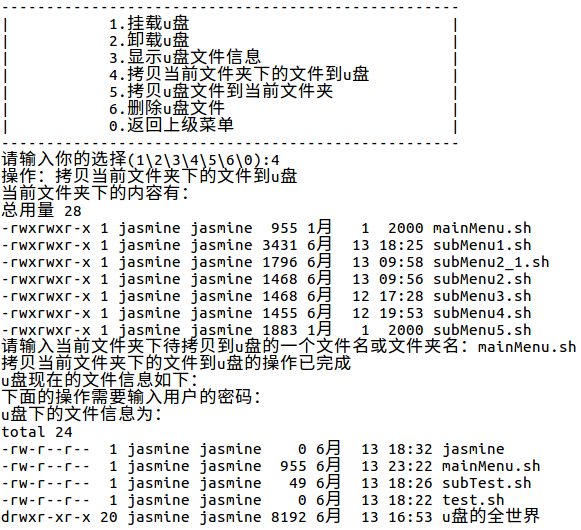 ---------------------------------------------------
|           1.挂载u盘                             |
|           2.卸载u盘                             |
|           3.显示u盘文件信息                     |
|           4.拷贝当前文件夹下的文件到u盘         |
|           5.拷贝u盘文件到当前文件夹             |
|           6.删除u盘文件                         |
|           0.返回上级菜单                        |
---------------------------------------------------
请输入你的选择(1\2\3\4\5\6\0):4
操作: 拷贝当前文件夹下的文件到u盘
当前文件夹下的内容有:
总用量 28
-rwxrwxr-x 1 jasmine jasmine  955 1月   1  2000 mainMenu.sh
-rwxrwxr-x 1 jasmine jasmine 3431 6月  13 18:25 subMenu1.sh
-rwxrwxr-x 1 jasmine jasmine 1796 6月  13 09:58 subMenu2_1.sh
-rwxrwxr-x 1 jasmine jasmine 1468 6月  13 09:56 subMenu2.sh
-rwxrwxr-x 1 jasmine jasmine 1468 6月  12 17:28 subMenu3.sh
-rwxrwxr-x 1 jasmine jasmine 1455 6月  12 19:53 subMenu4.sh
-rwxrwxr-x 1 jasmine jasmine 1883 1月   1  2000 subMenu5.sh
请输入当前文件夹下待拷贝到u盘的一个文件名或文件夹名: mainMenu.sh
拷贝当前文件夹下的文件到u盘的操作已完成
u盘现在的文件信息如下:
下面的操作需要输入用户的密码:
u盘下的文件信息为:
total 24
-rw-r--r--  1 jasmine jasmine    0 6月  13 18:32 jasmine
-rw-r--r--  1 jasmine jasmine  955 6月  13 23:22 mainMenu.sh
-rw-r--r--  1 jasmine jasmine   49 6月  13 18:26 subTest.sh
-rw-r--r--  1 jasmine jasmine    0 6月  13 18:22 test.sh
drwxr-xr-x 20 jasmine jasmine 8192 6月  13 16:53 u盘的全世界